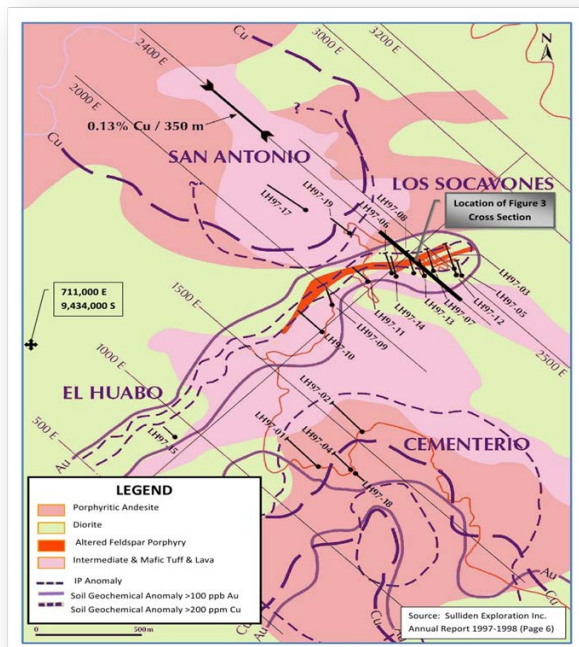 Cu
2400 E
2000 E
3000 E
3200 E
N
0.13% Cu / 350 m
SAN ANTONIO
?
?
Cu
LOS SOCAVONES
Location of Figure 3
Cross Section
LH97-17
LH97-19
LH97-06
LH97-08
LH97-03
LH97-05
LH97-12
LH97-07
LH97-13
LH97-14
LH97-11
LH97-09
LH97-10
2500 E
711,000 E
9,434,000 S
1500 E
1000 E
500 E
EL HUABO
LH97-15
Au
LH97-02
LH97-01
LH97-04
LH97-18
CEMENTERIO
LEGEND
Porphyritic Andesite
Diorite
Altered Feldspar Porphyry
Intermediate & Mafic Tuff & Lava
IP Anomaly
Soil Geochemical Anomaly >100 ppb Au
Soil Geochemical Anomaly >200 ppm Cu
0
500m
Cu
Au
Au
Cu
Source: Sulliden Exploration Inc.
Annual Report 1997-1998 (Page 6)